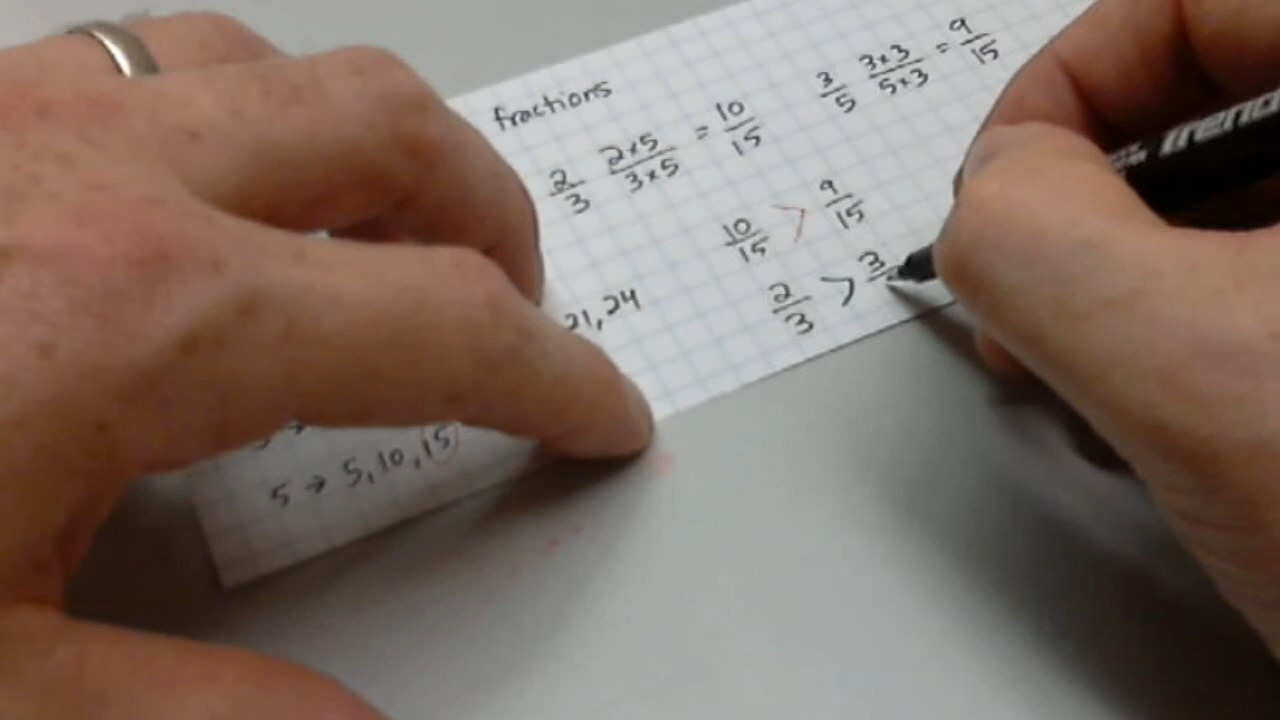 fractions
2/3 2×5/3×5 = 10/15
3/5 3×3/5×3 = 9/15
10/15 > 9/15
2/3 > 3
21, 24
5 → 5, 10, 15